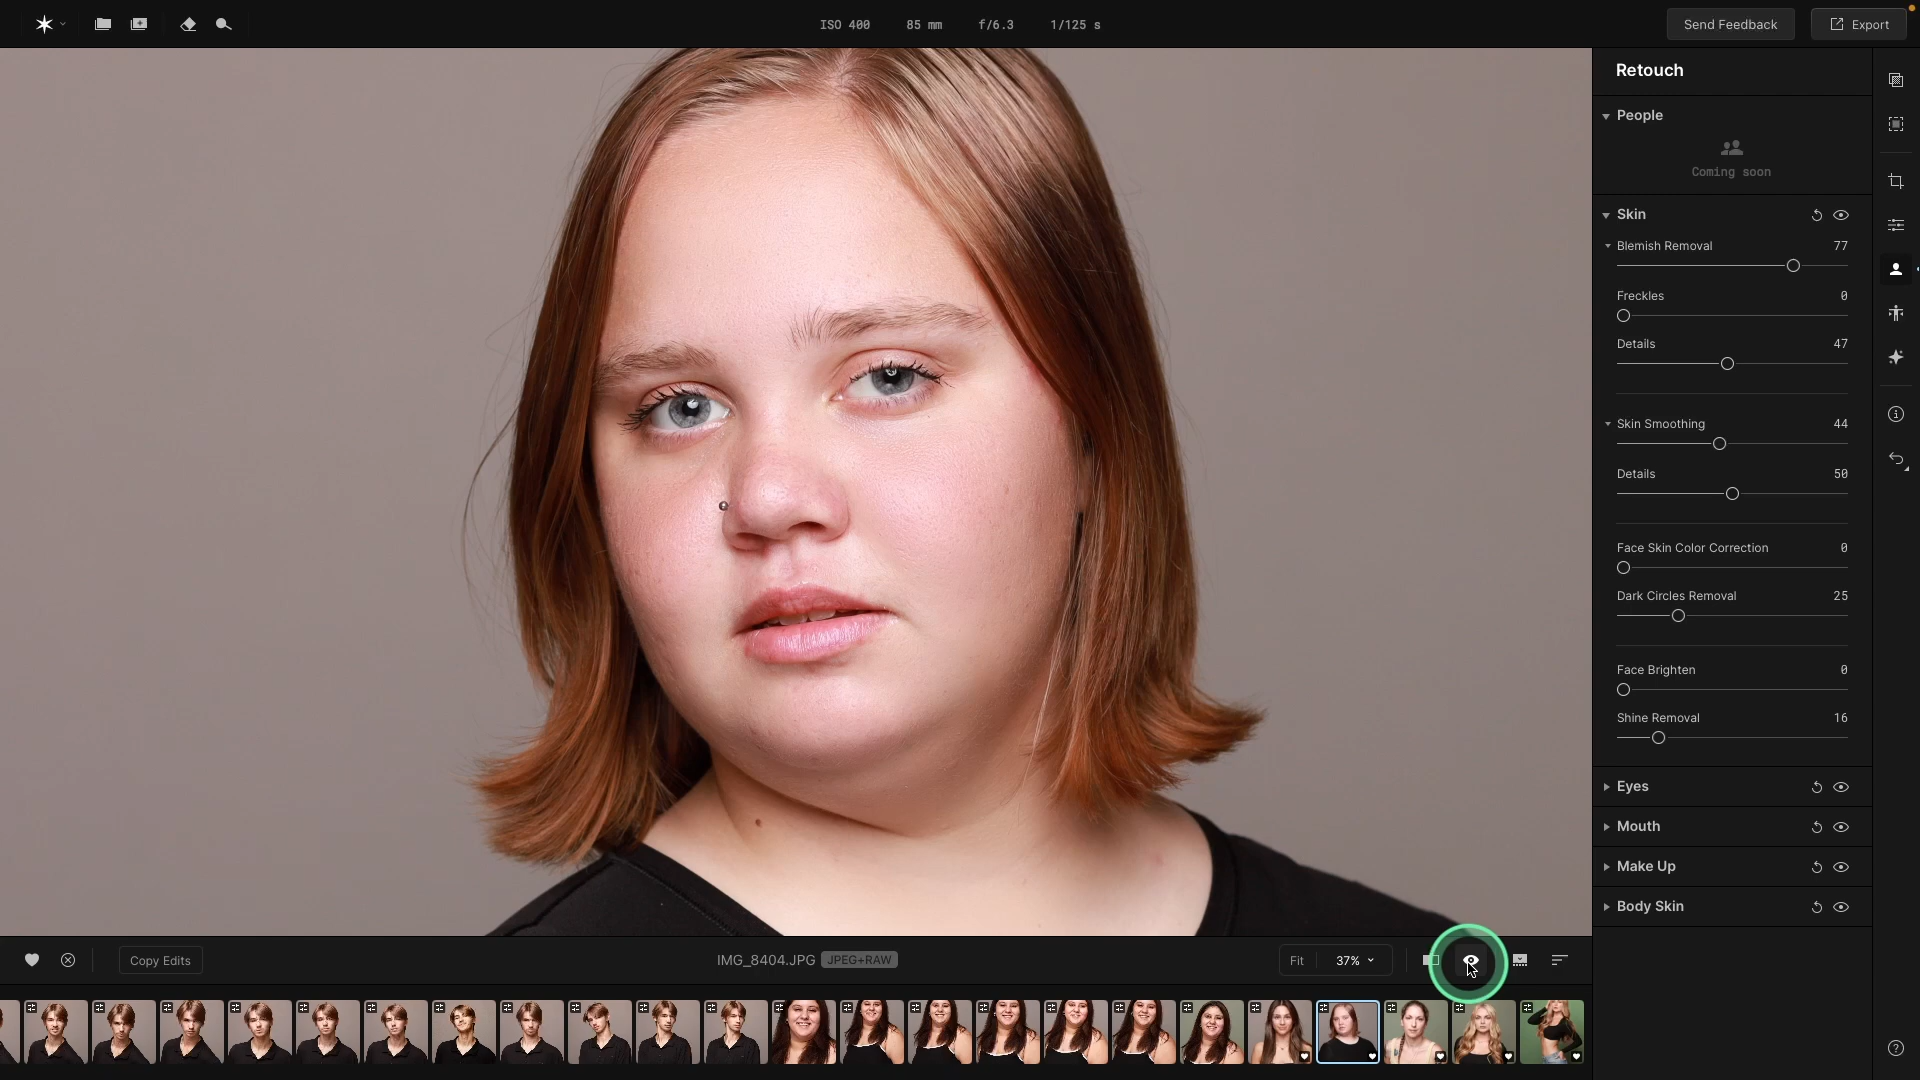 ISO 400 85 mm f/6.3 1/125 s
Send Feedback
Export
Retouch
People
Coming soon
Skin
Blemish Removal 77
Freckles 0
Details 47
Skin Smoothing 44
Details 50
Face Skin Color Correction 0
Dark Circles Removal 25
Face Brighten 0
Shine Removal 16
Eyes
Mouth
Make Up
Body Skin
Copy Edits
IMG_8404.JPG JPEG+RAW
Fit 37%